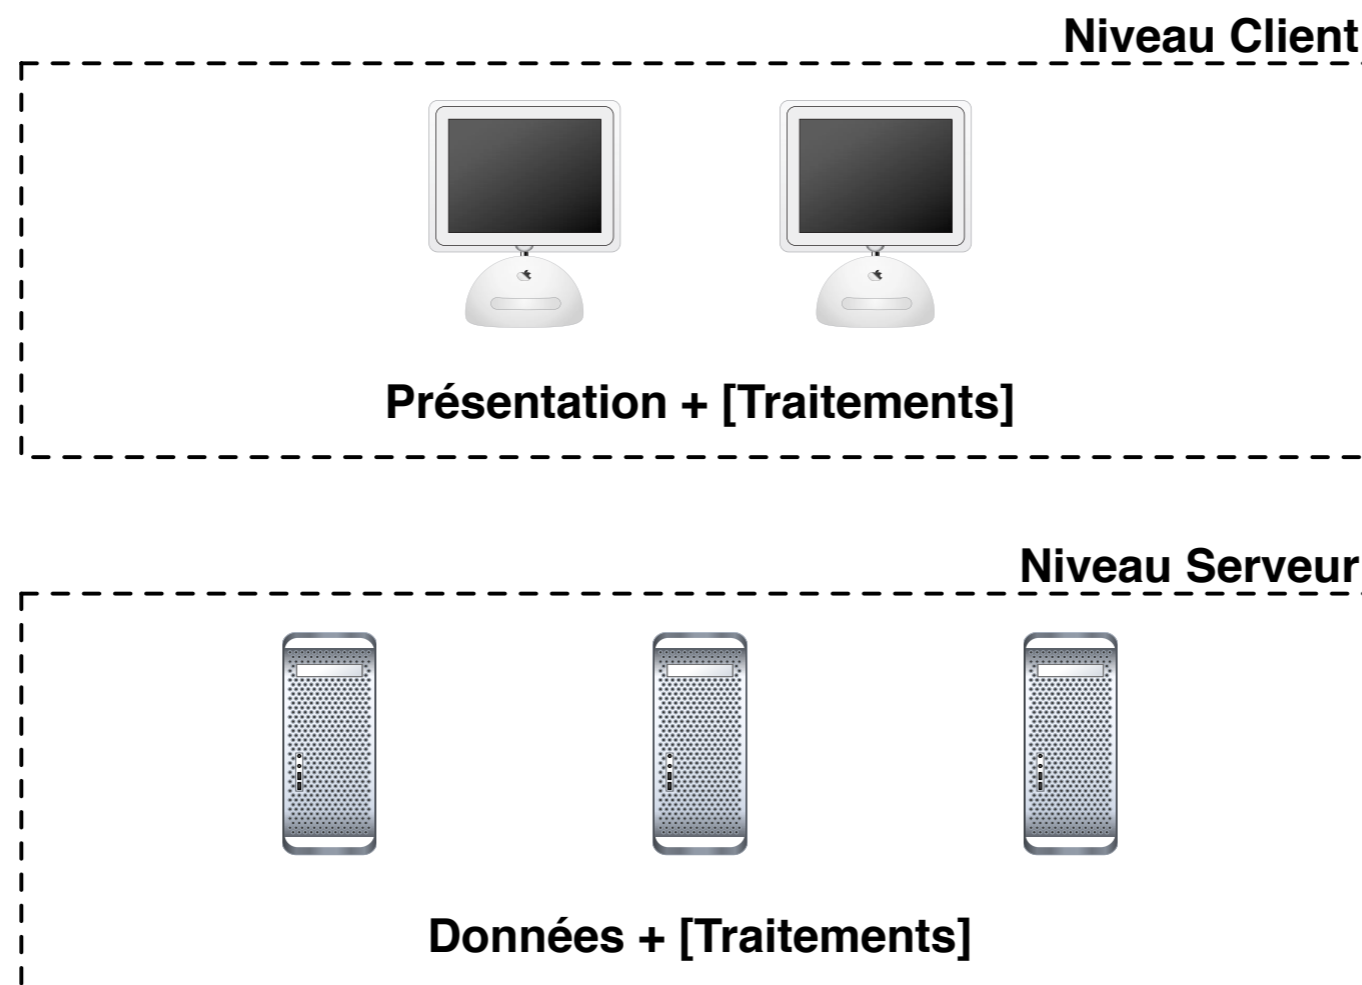 Niveau Client
Présentation + [Traitements]
Niveau Serveur
Données + [Traitements]